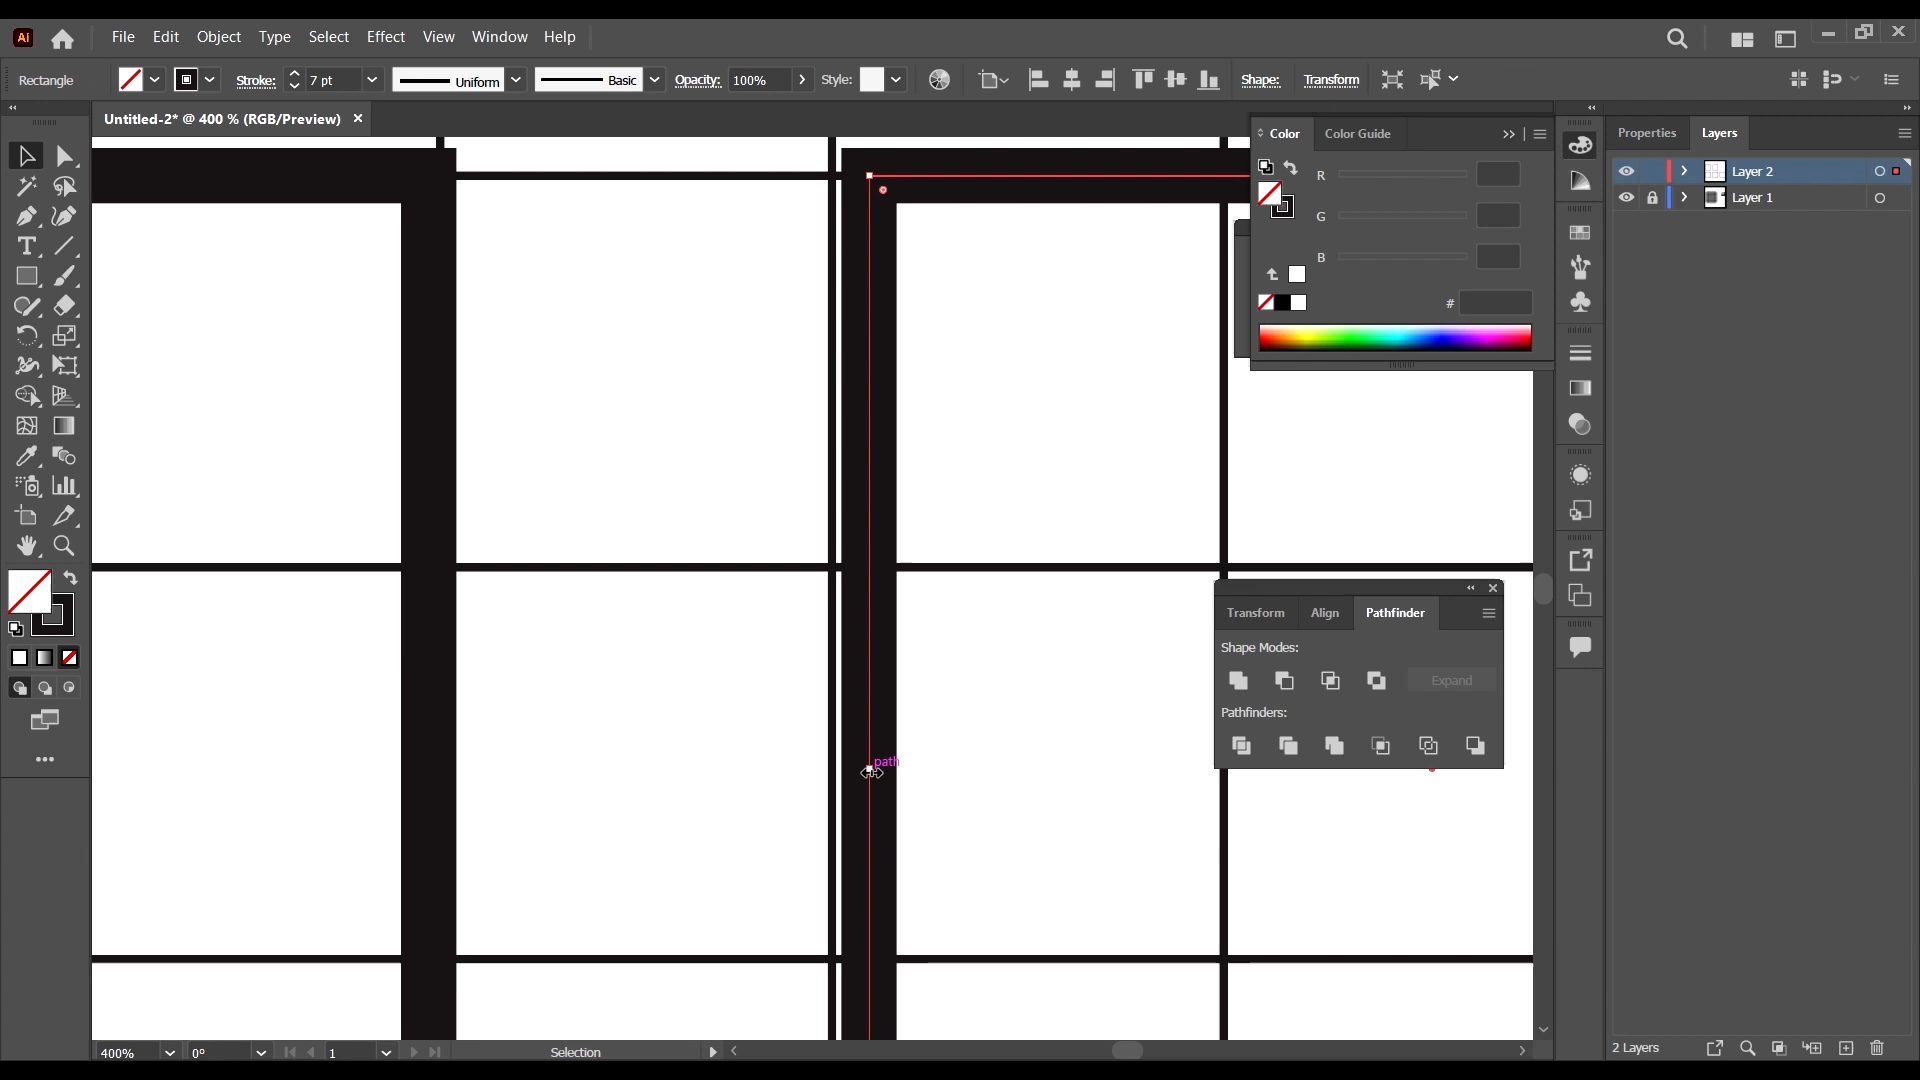 Ai File Edit Object Type Select Effect View Window Help
Rectangle Stroke: 7 pt Uniform Basic Opacity: 100% Style: Shape: Transform
Untitled-2* @ 400 % (RGB/Preview)
Color Color Guide
R
G
B
#
Properties Layers
Layer 2
Layer 1
path
Transform Align Pathfinder
Shape Modes:
Expand
Pathfinders:
400% 0° 1 Selection
2 Layers